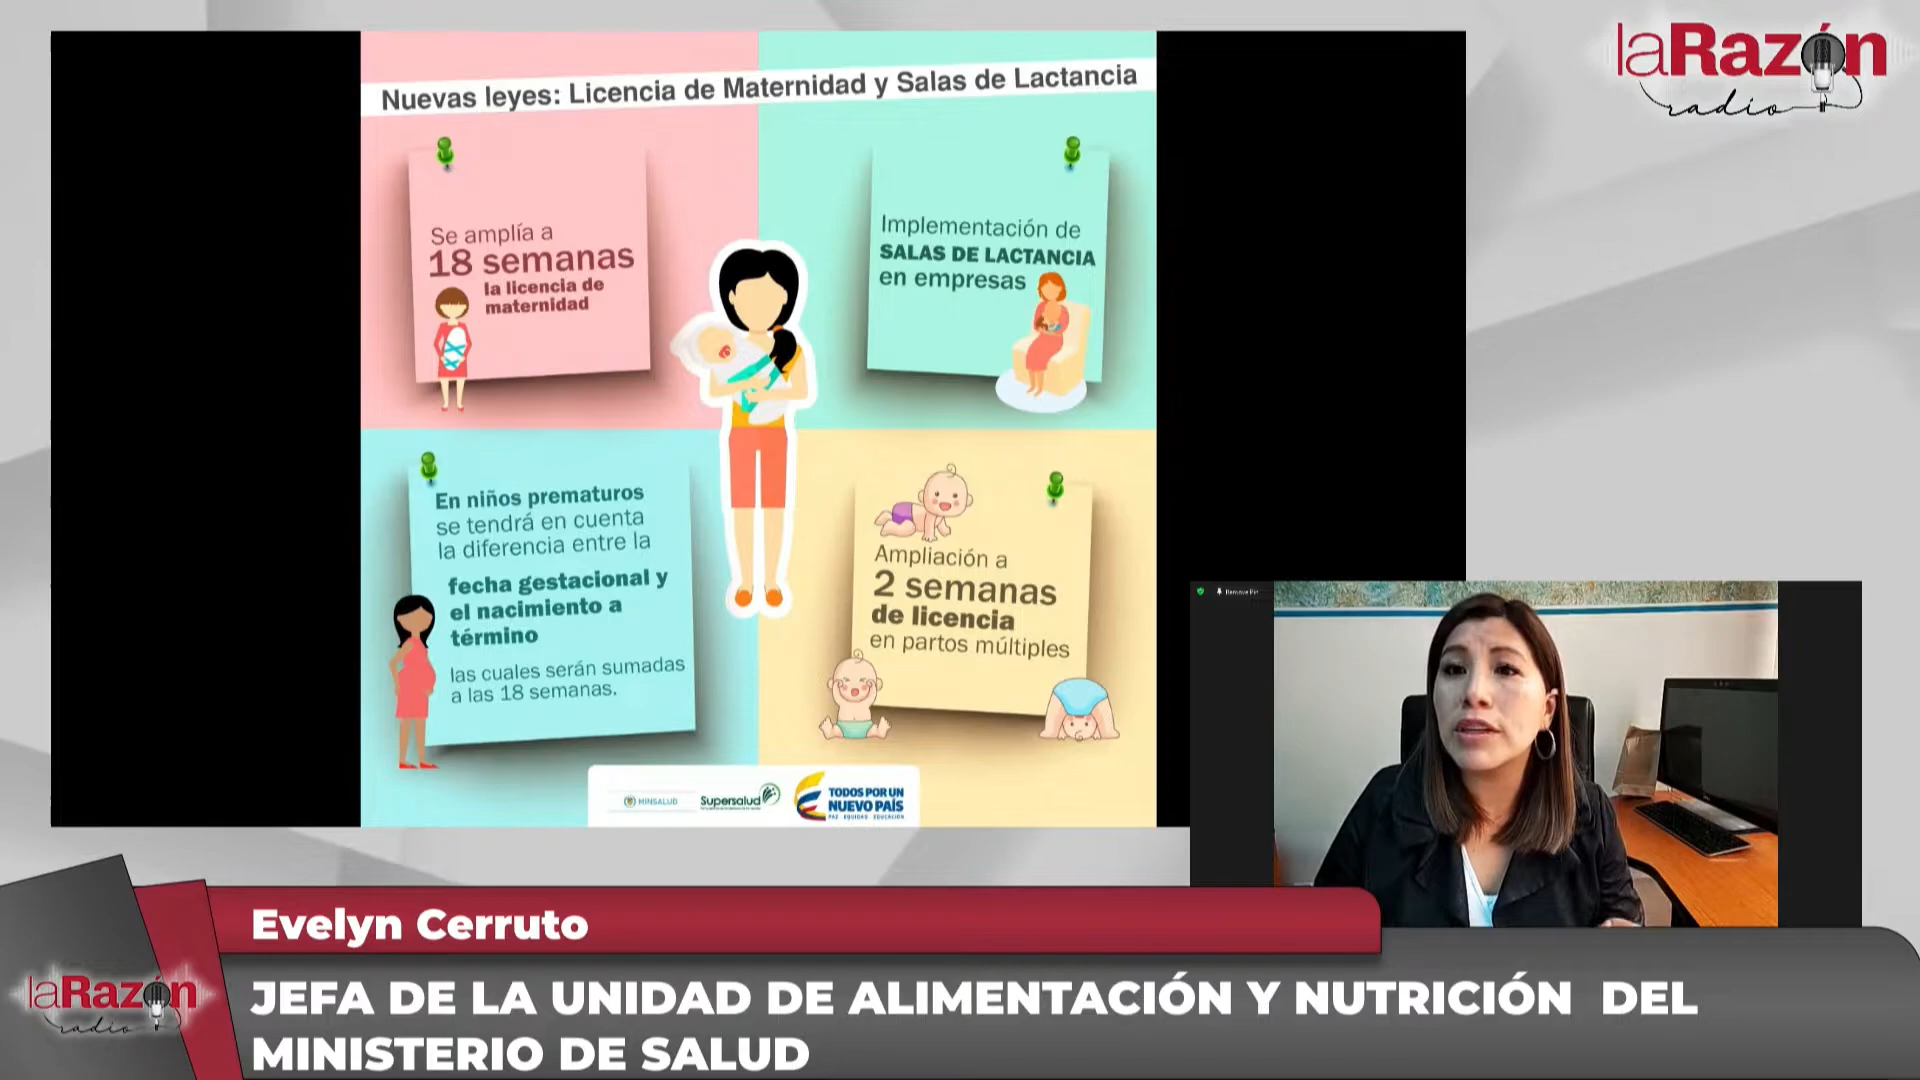 laRazón
radio
Nuevas leyes: Licencia de Maternidad y Salas de Lactancia
Se amplía a
18 semanas
la licencia de
maternidad
Implementación de
SALAS DE LACTANCIA
en empresas
En niños prematuros
se tendrá en cuenta
la diferencia entre la
fecha gestacional y
el nacimiento a
término
las cuales serán sumadas
a las 18 semanas.
Ampliación a
2 semanas
de licencia
en partos múltiples
MINSALUD
Supersalud
TODOS POR UN
NUEVO PAÍS
PAZ EQUIDAD EDUCACIÓN
Remove Pin
Evelyn Cerruto
laRazón
radio
JEFA DE LA UNIDAD DE ALIMENTACIÓN Y NUTRICIÓN DEL
MINISTERIO DE SALUD